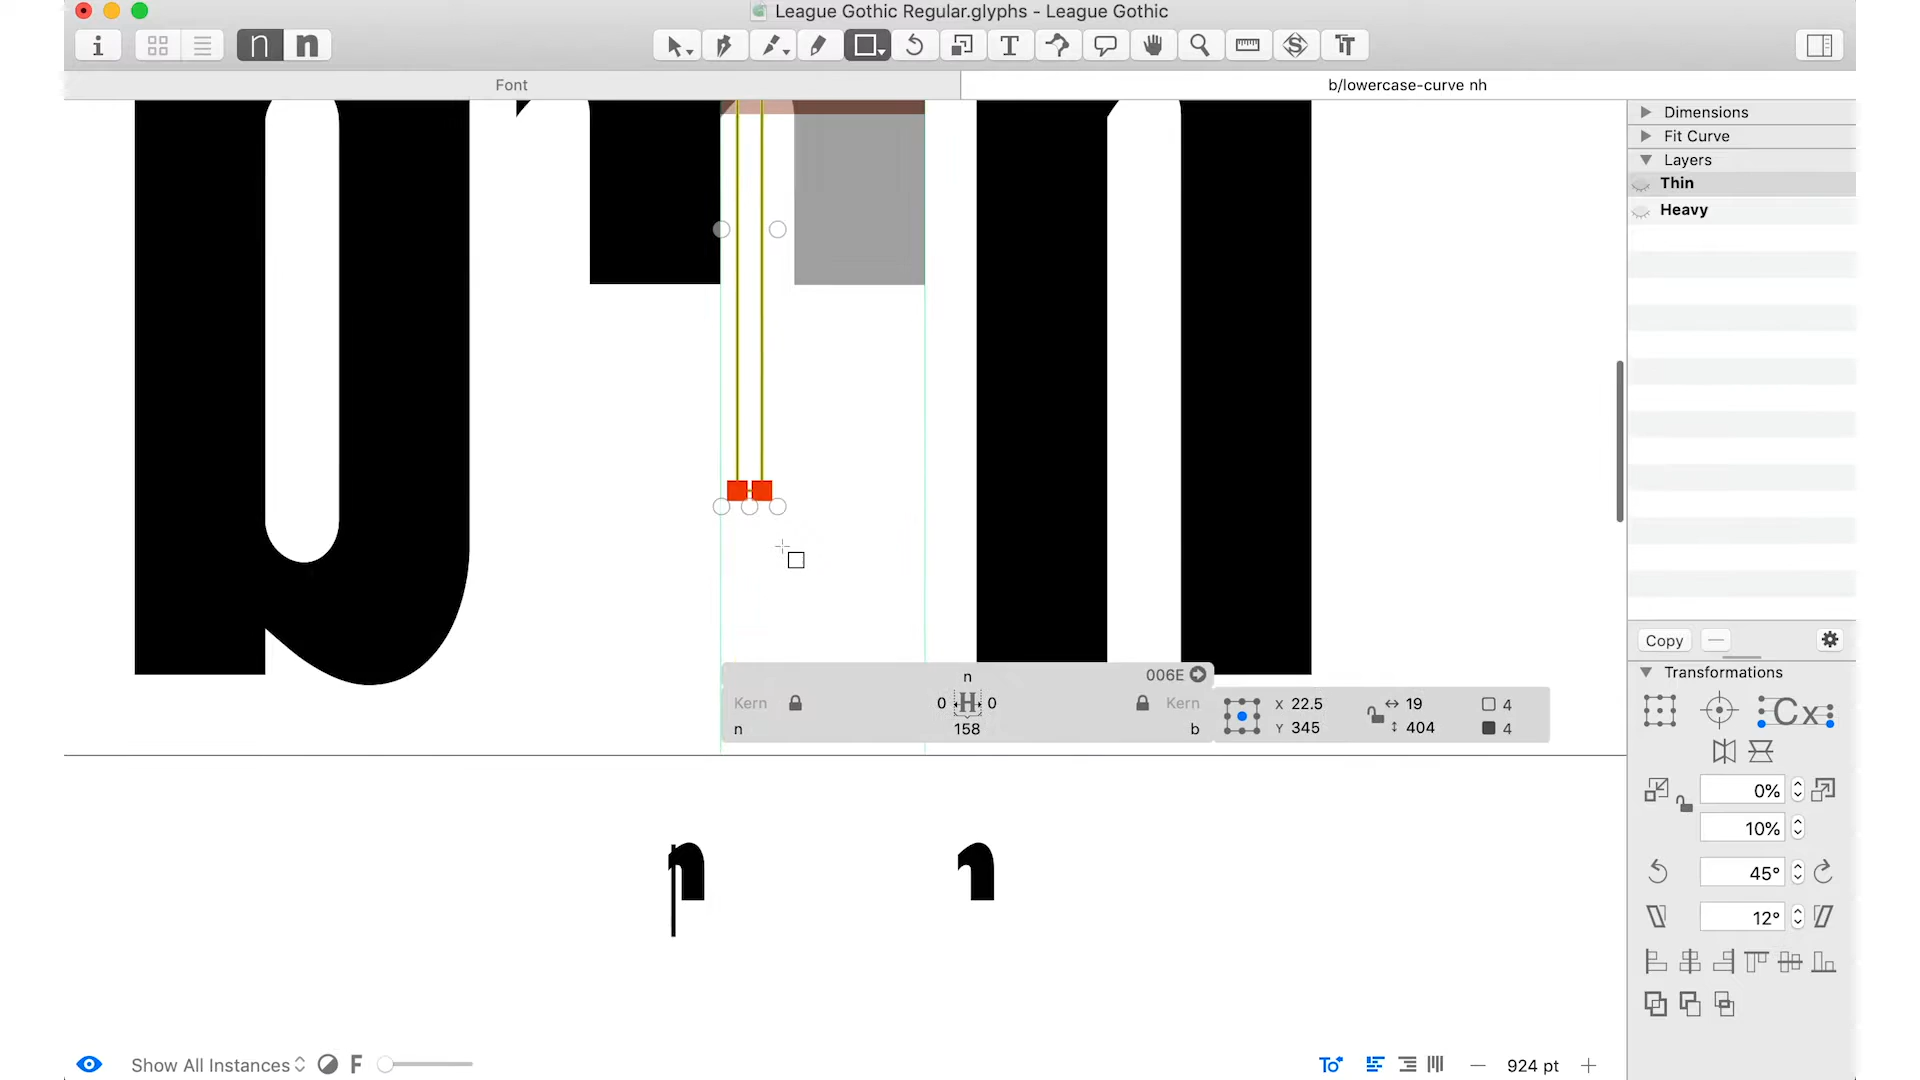 League Gothic Regular.glyphs - League Gothic
n n
Font
b/lowercase-curve nh
Dimensions
Fit Curve
Layers
Thin
Heavy
Copy
Transformations
n
006E
Kern
0 H 0
Kern
n
158
b
X 22.5
19
4
Y 345
404
4
Cx
0%
10%
45°
12°
Show All Instances
F
924 pt